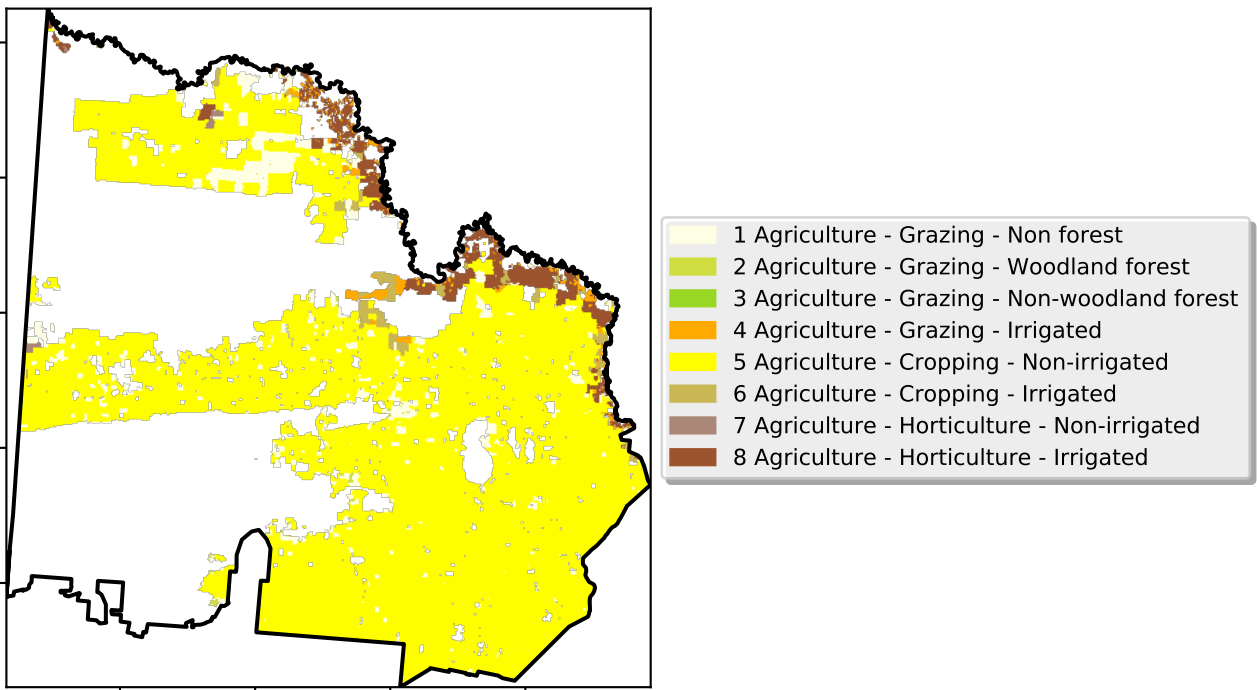 1 Agriculture - Grazing - Non forest
2 Agriculture - Grazing - Woodland forest
3 Agriculture - Grazing - Non-woodland forest
4 Agriculture - Grazing - Irrigated
5 Agriculture - Cropping - Non-irrigated
6 Agriculture - Cropping - Irrigated
7 Agriculture - Horticulture - Non-irrigated
8 Agriculture - Horticulture - Irrigated